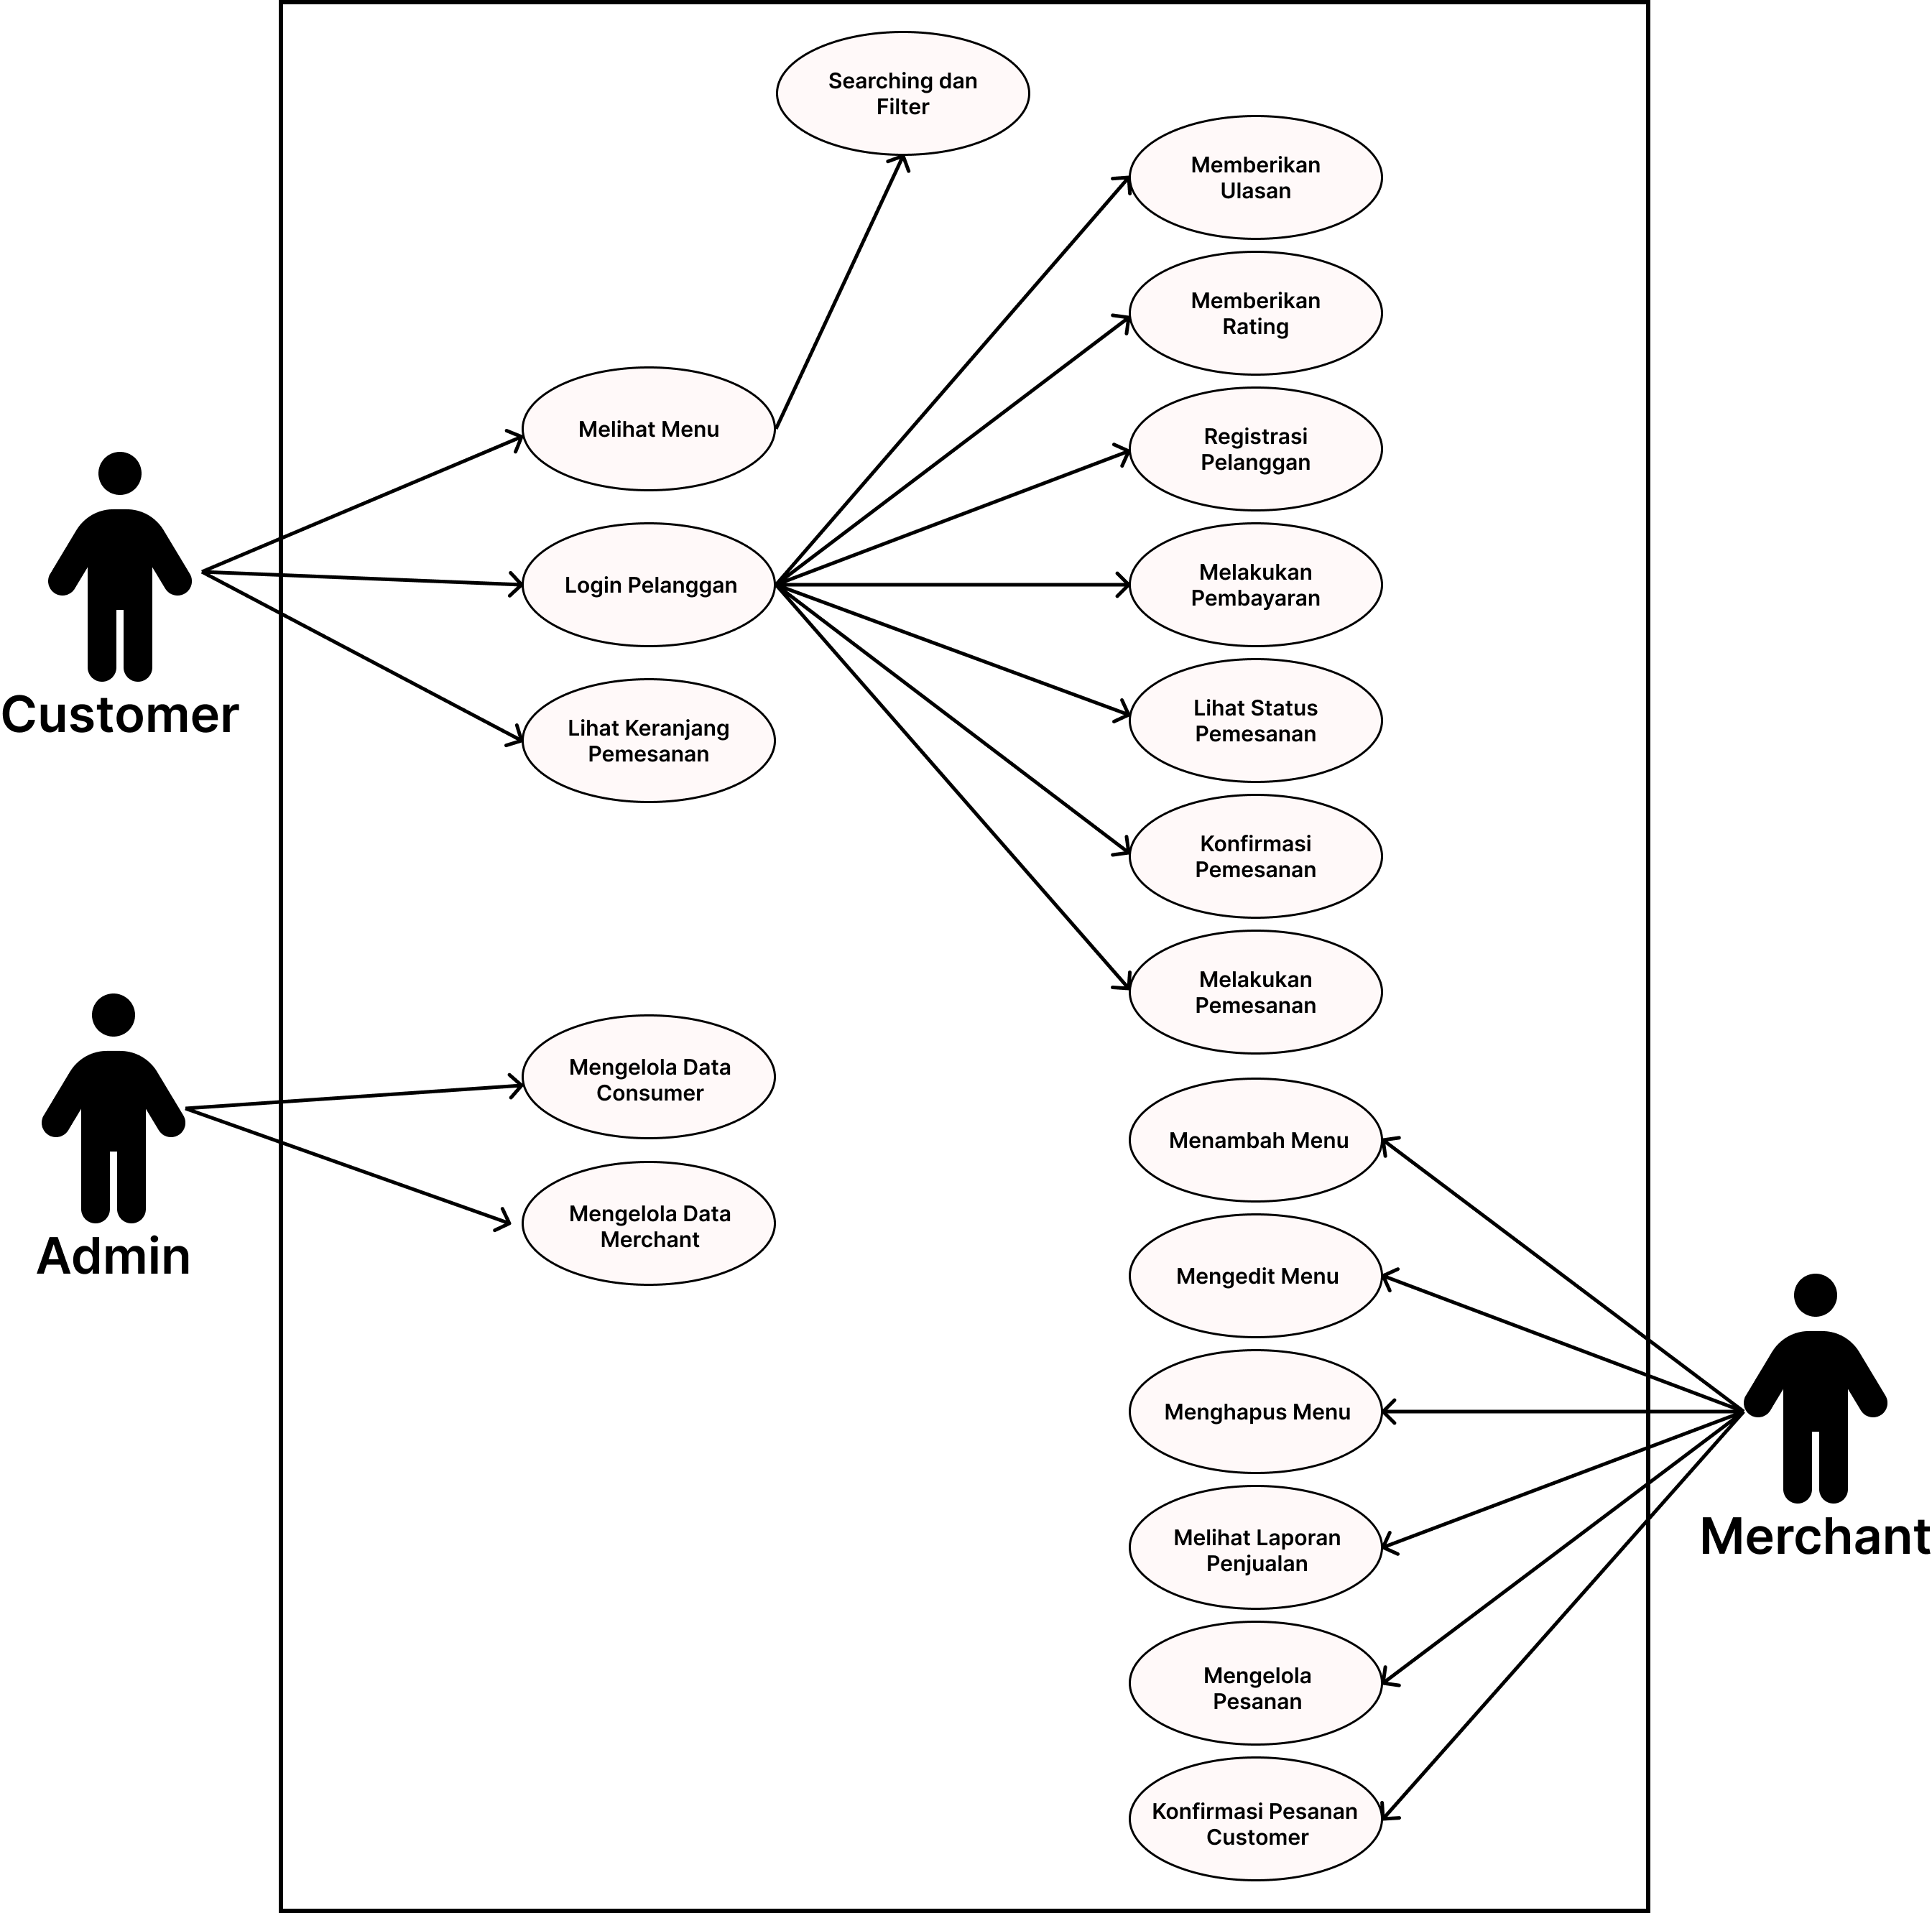 Searching dan
Filter
Memberikan
Ulasan
Memberikan
Rating
Melihat Menu
Registrasi
Pelanggan
Login Pelanggan
Melakukan
Pembayaran
Customer
Lihat Keranjang
Pemesanan
Lihat Status
Pemesanan
Konfirmasi
Pemesanan
Melakukan
Pemesanan
Mengelola Data
Consumer
Menambah Menu
Admin
Mengelola Data
Merchant
Mengedit Menu
Menghapus Menu
Merchant
Melihat Laporan
Penjualan
Mengelola
Pesanan
Konfirmasi Pesanan
Customer